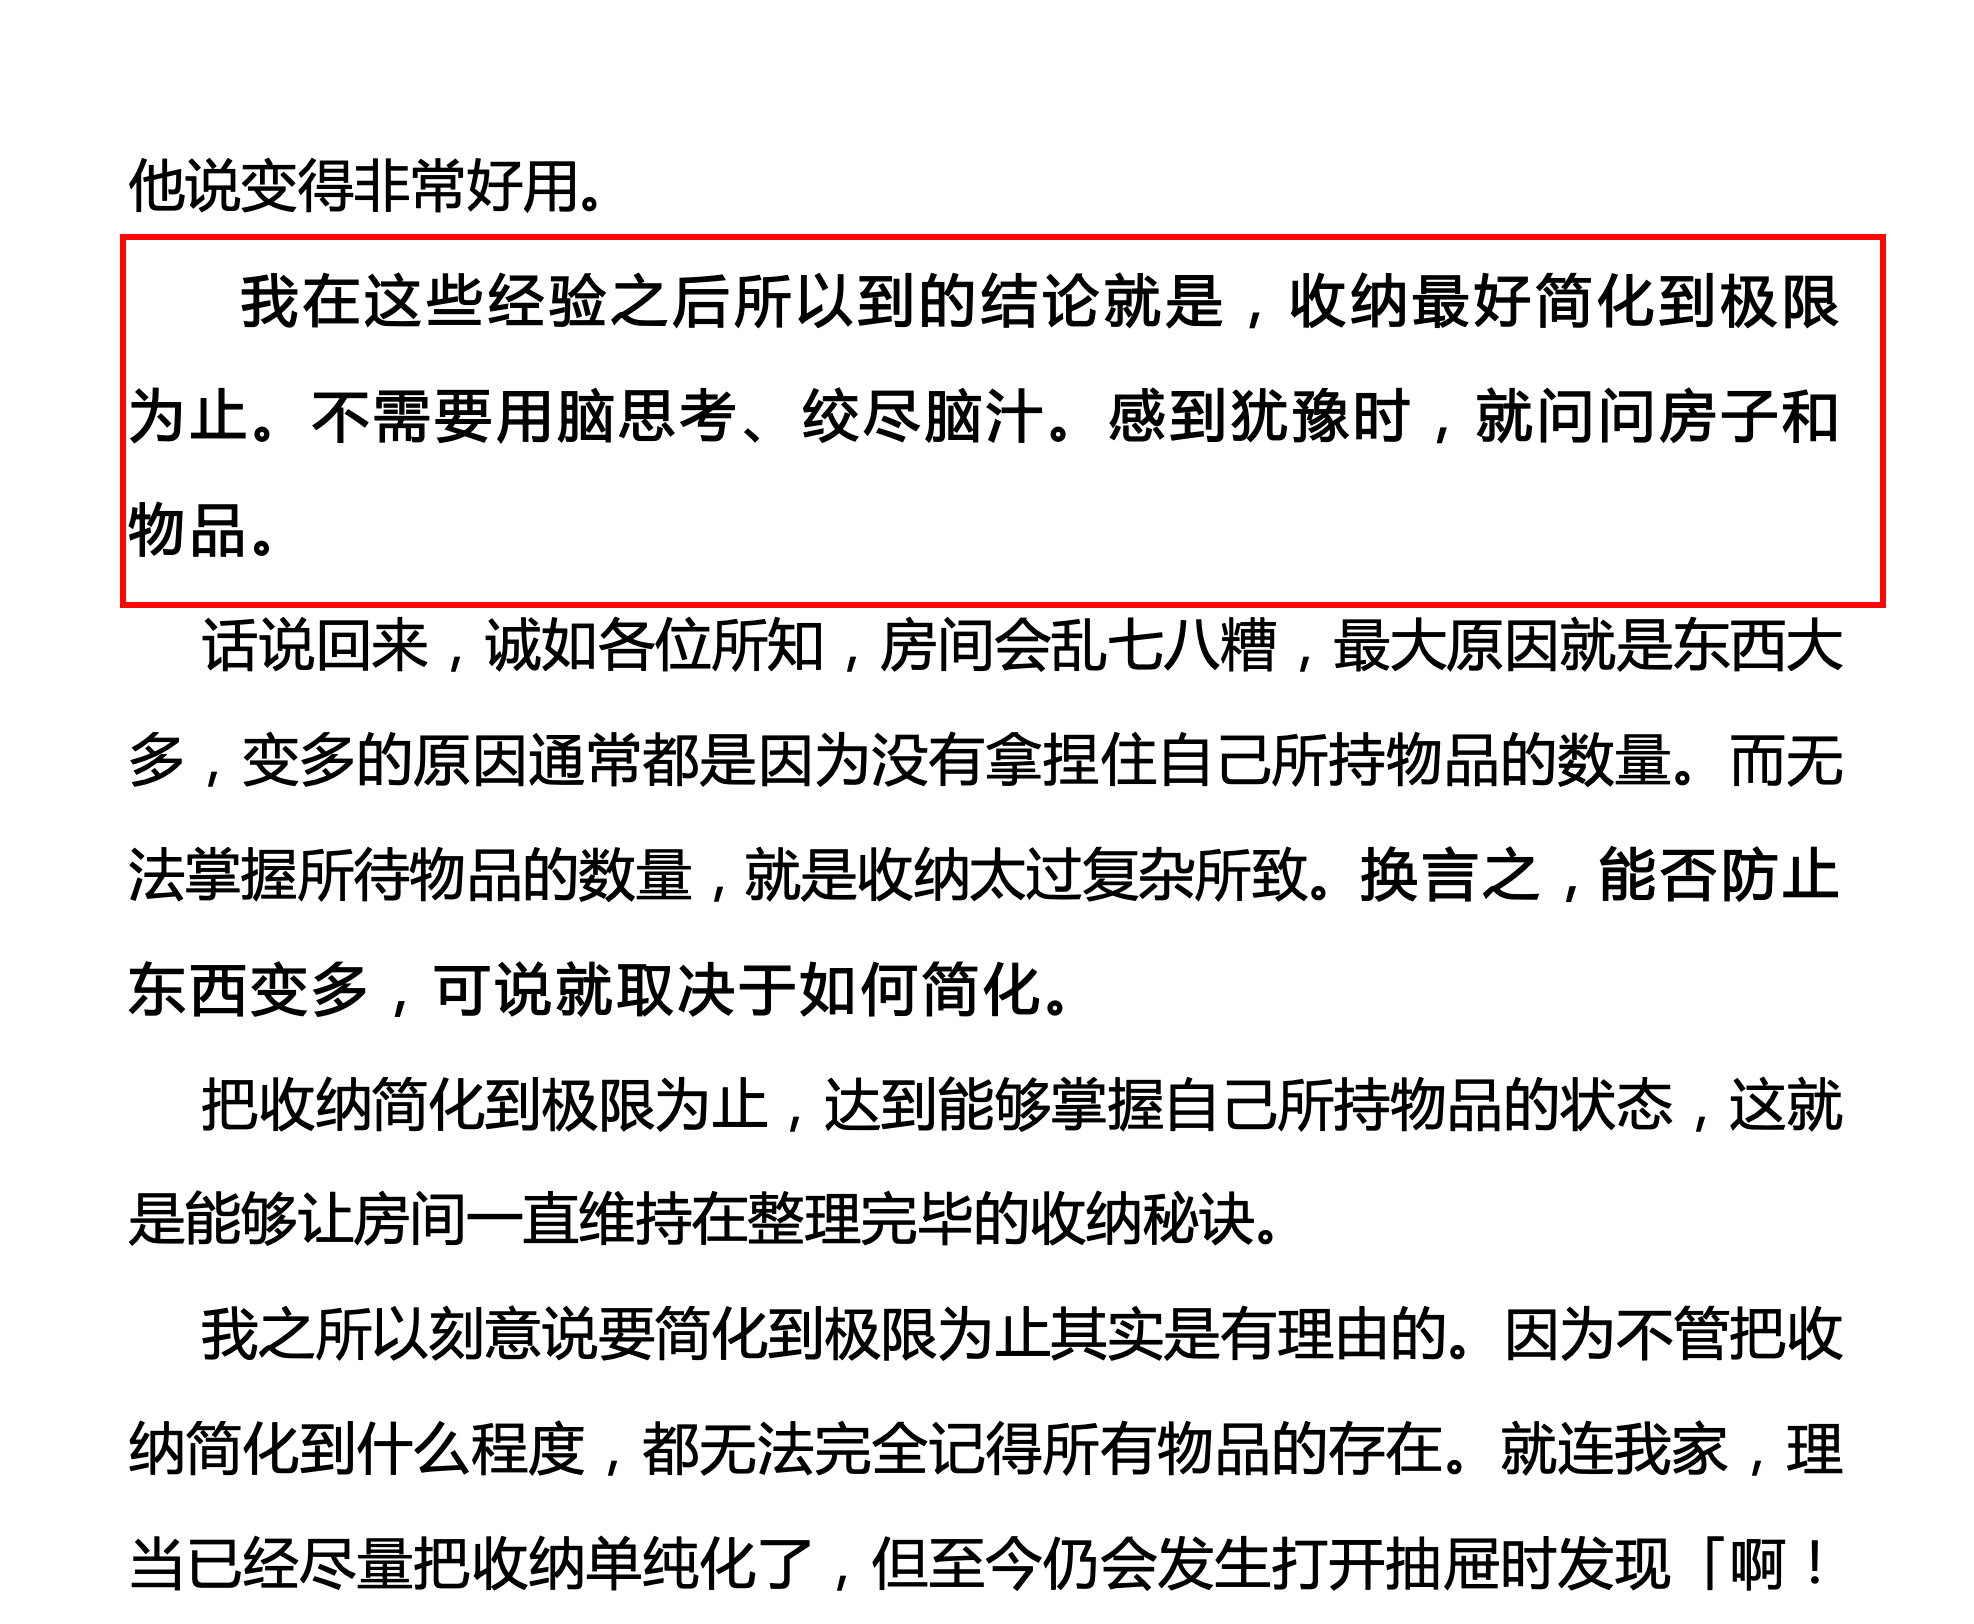 他说变得非常好用。
我在这些经验之后所以到的结论就是，收纳最好简化到极限
为止。不需要用脑思考、绞尽脑汁。感到犹豫时，就问问房子和
物品。
话说回来，诚如各位所知，房间会乱七八糟，最大原因就是东西大
多，变多的原因通常都是因为没有拿捏住自己所持物品的数量。而无
法掌握所待物品的数量，就是收纳太过复杂所致。换言之，能否防止
东西变多，可说就取决于如何简化。
把收纳简化到极限为止，达到能够掌握自己所持物品的状态，这就
是能够让房间一直维持在整理完毕的收纳秘诀。
我之所以刻意说要简化到极限为止其实是有理由的。因为不管把收
纳简化到什么程度，都无法完全记得所有物品的存在。就连我家，理
当已经尽量把收纳单纯化了，但至今仍会发生打开抽屉时发现「啊！